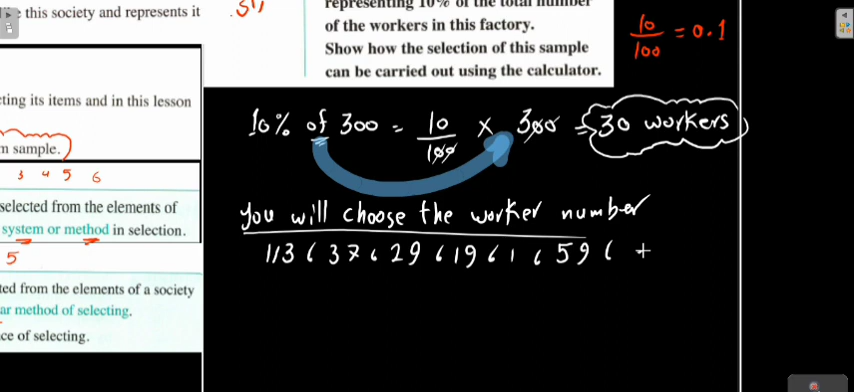 e this society and represents it
representing 10% of the total number
of the workers in this factory.
Show how the selection of this sample
can be carried out using the calculator.
10/100 = 0.1
ting its items and in this lesson
m sample.
3 4 5 6
selected from the elements of
system or method in selection.
5
ted from the elements of a society
ar method of selecting.
ce of selecting.
10% of 300 = 10/100 × 300 = 30 workers
you will choose the worker number
113 ( 37 ( 29 ( 19 ( 1 ( 59 (